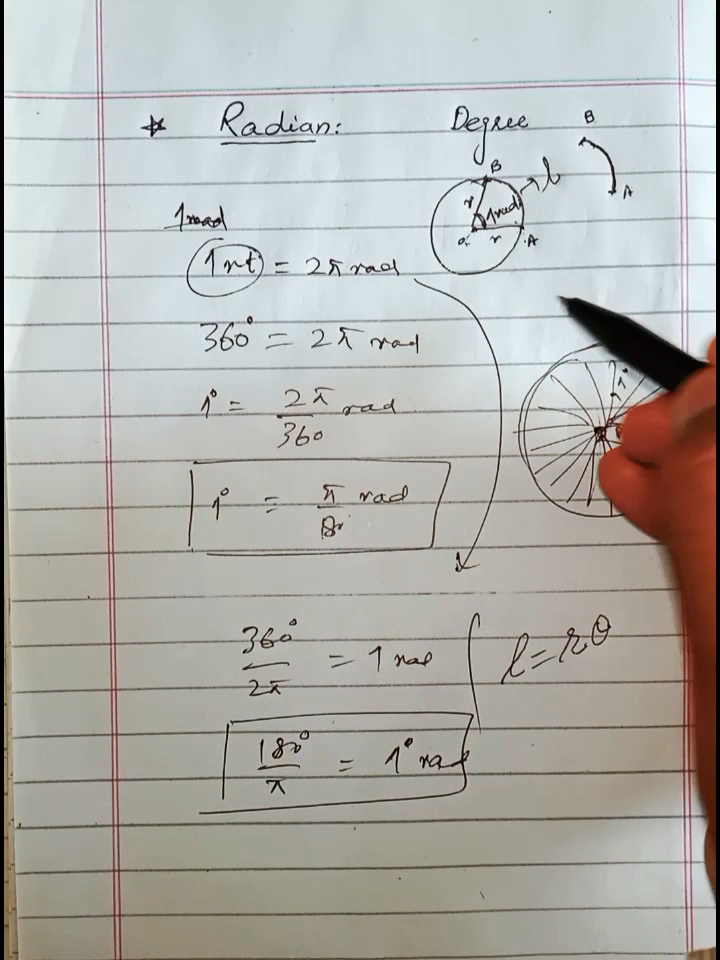 ☆ Radian: Degree
B
A
B
l
r
1rad
O
r
.A
1rad
1rt = 2π rad
360° = 2π rad
1°
1° = 2π/360 rad
1° = π/180 rad
360°/2π = 1 rad
l = rθ
180°/π = 1° rad